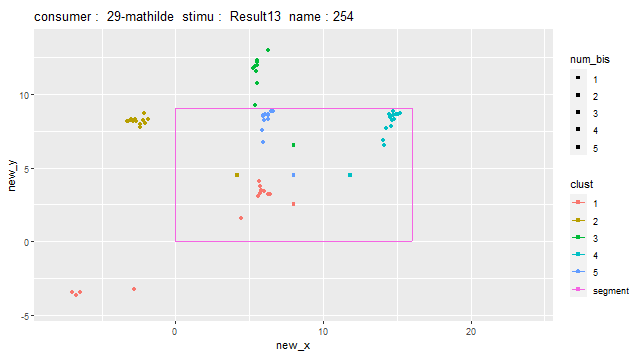 consumer :  29-mathilde  stimu :  Result13  name : 254
new_y
10
5
0
-5
0
10
20
new_x
num_bis
1
2
3
4
5
clust
1
2
3
4
5
segment